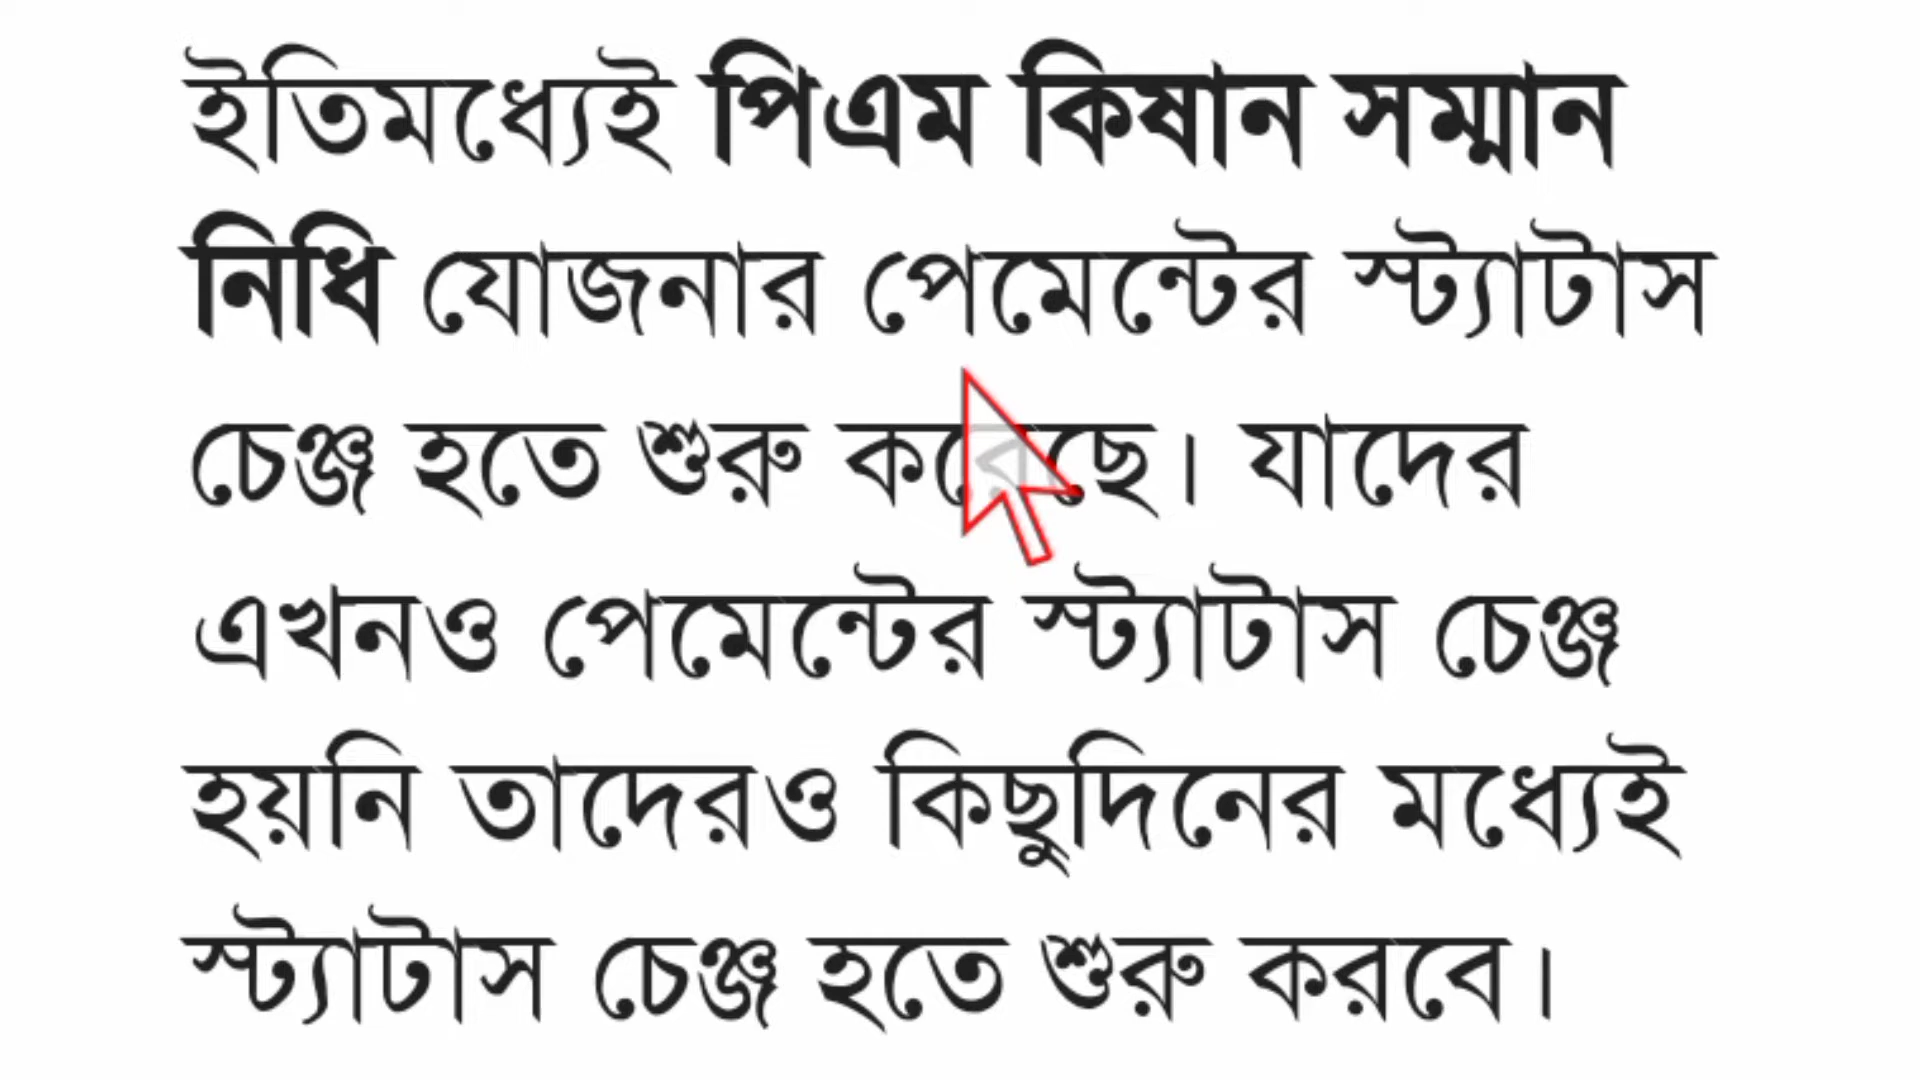 ইতিমধ্যেই পিএম কিষান সম্মান
নিধি যোজনার পেমেন্টের স্ট্যাটাস
চেঞ্জ হতে শুরু করেছে। যাদের
এখনও পেমেন্টের স্ট্যাটাস চেঞ্জ
হয়নি তাদেরও কিছুদিনের মধ্যেই
স্ট্যাটাস চেঞ্জ হতে শুরু করবে।